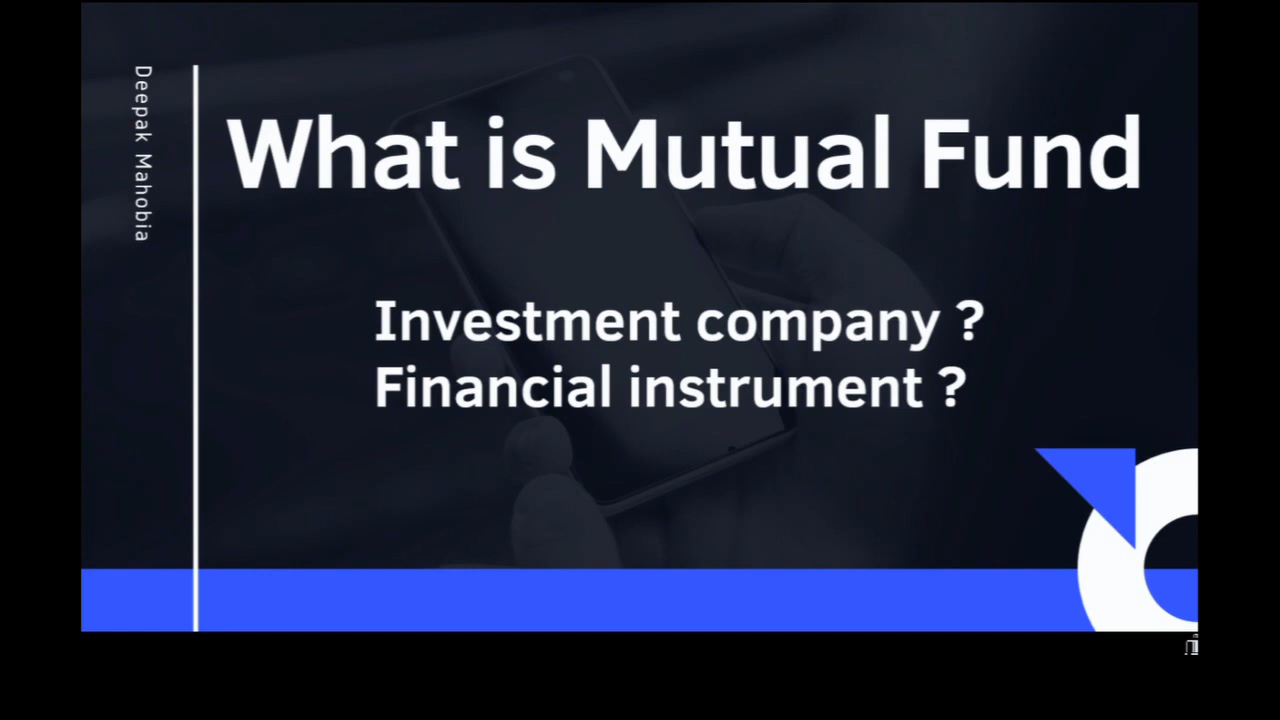 Deepak Mahobia
What is Mutual Fund
Investment company ?
Financial instrument ?